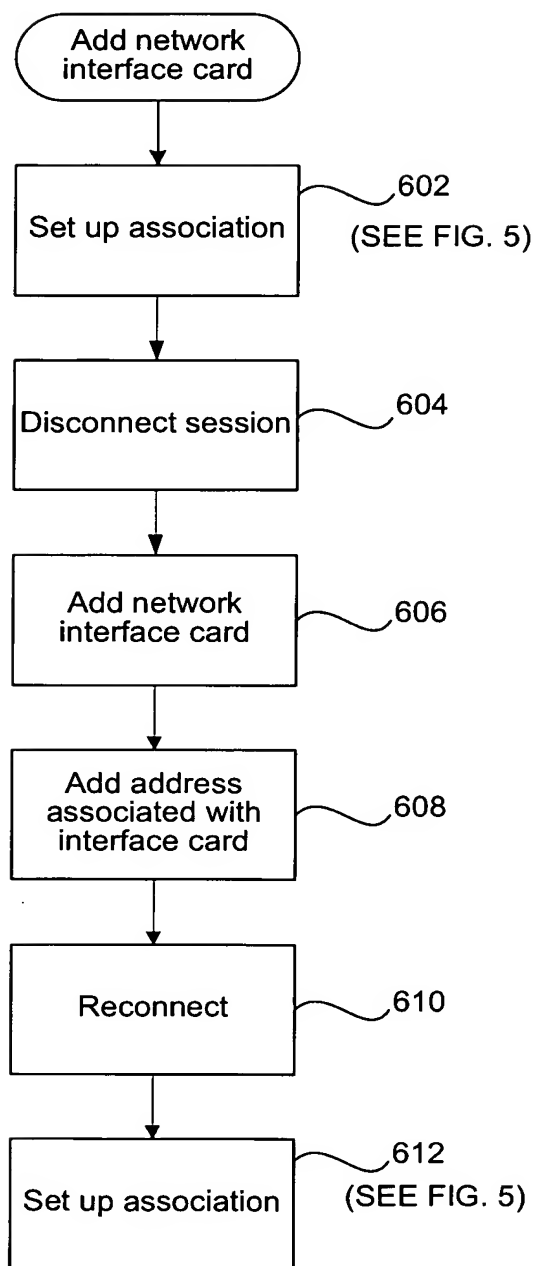 Add network
interface card
602
Set up association
(SEE FIG. 5)
604
Disconnect session
Add network
interface card
606
Add address
associated with
interface card
608
Reconnect
610
612
Set up association
(SEE FIG. 5)